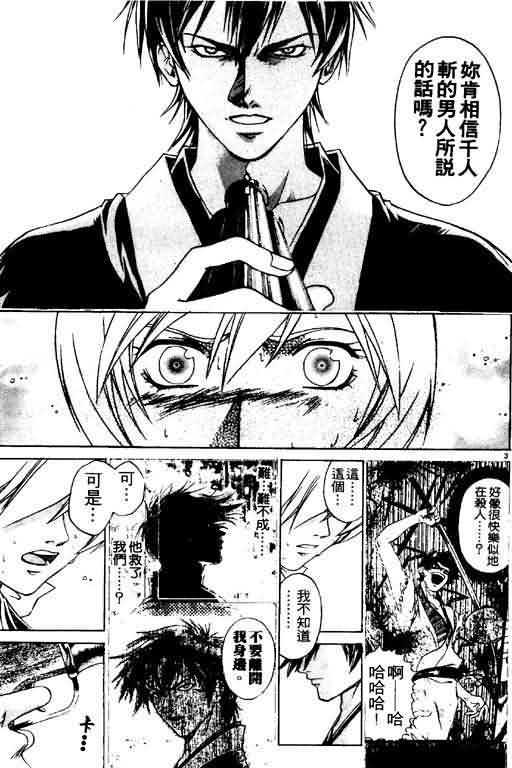 妳肯相信千人
斬的男人所說
的話嗎？
3
好像很快樂似地
在殺人……？
啊——哈
哈哈哈！
這……
這個…
我不知道
難…難不成……
不要離開
我身邊。
他救了
我們……？
可…
可是…
卡…